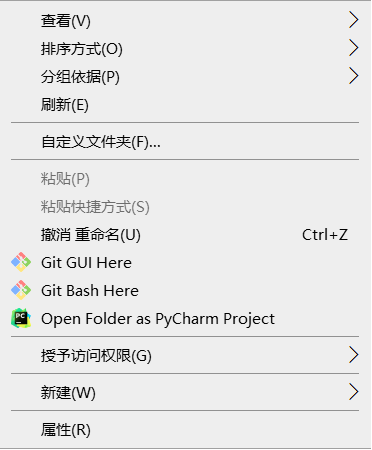 查看(V)
排序方式(O)
分组依据(P)
刷新(E)
自定义文件夹(F)...
粘贴(P)
粘贴快捷方式(S)
撤消 重命名(U) Ctrl+Z
Git GUI Here
Git Bash Here
PC Open Folder as PyCharm Project
授予访问权限(G)
新建(W)
属性(R)